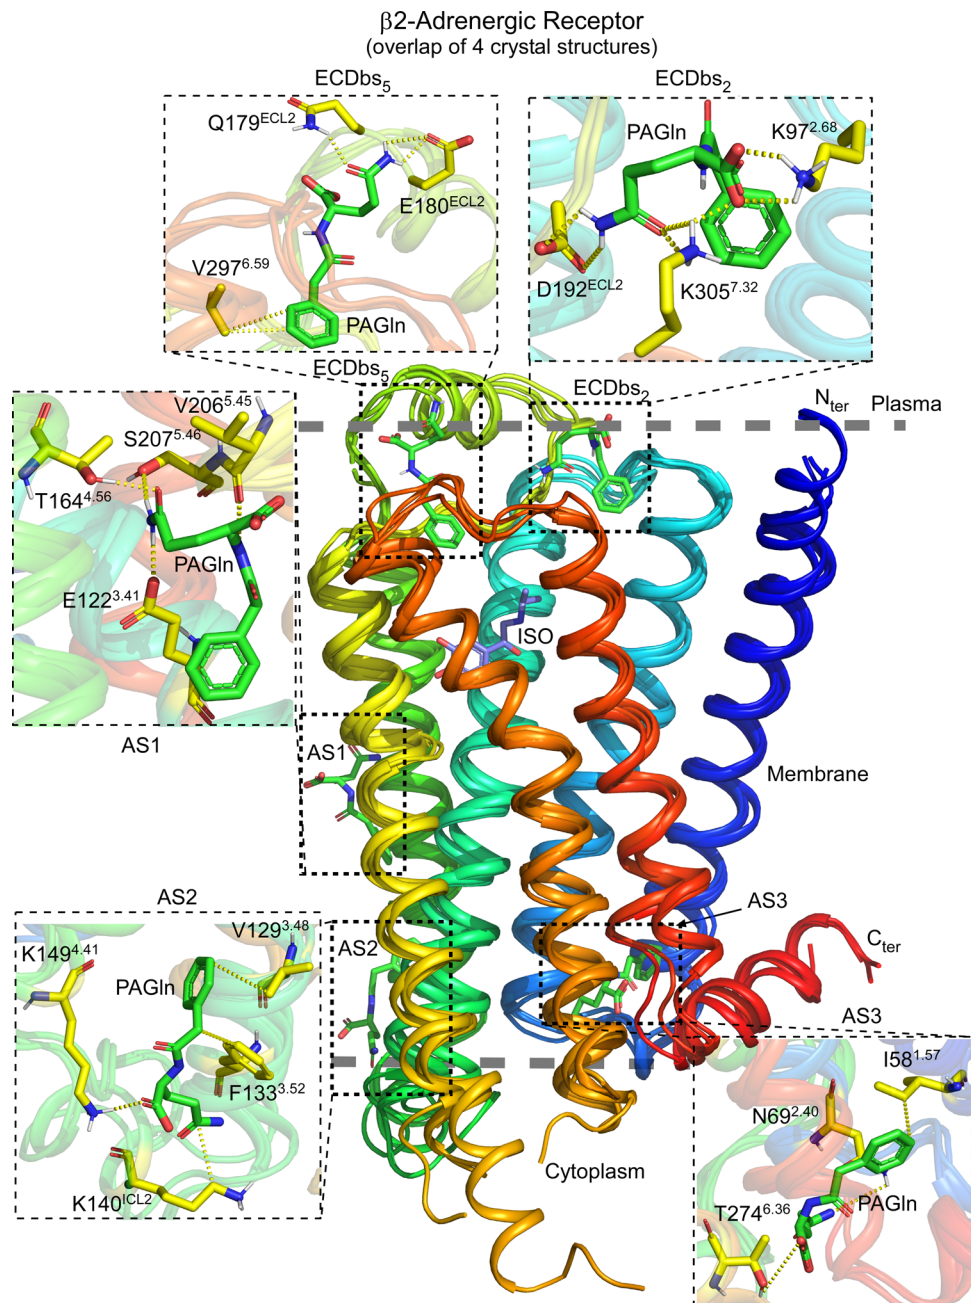 β2-Adrenergic Receptor
(overlap of 4 crystal structures)
ECDbs5
ECDbs2
Q179ECL2
E180ECL2
V2976.59
PAGln
PAGln
K972.68
D192ECL2
K3057.32
ECDbs5
ECDbs2
Nter
Plasma
V2065.45
S2075.46
T1644.56
PAGln
E1223.41
AS1
ISO
AS1
Membrane
AS2
AS3
AS2
K1494.41
V1293.48
PAGln
F1333.52
K140ICL2
Cter
AS3
I581.57
N692.40
PAGln
T2746.36
Cytoplasm